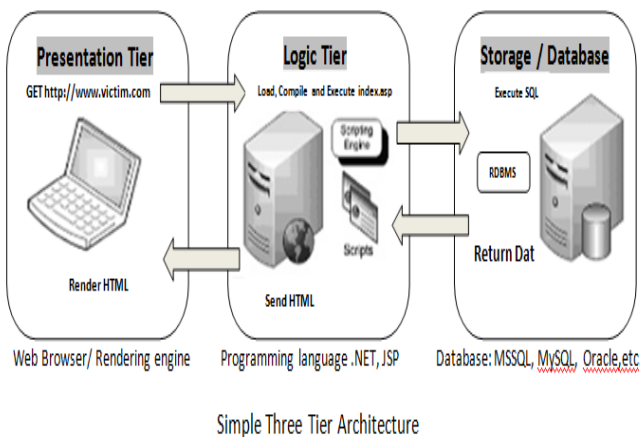 Presentation Tier
GET http://www.victim.com
Render HTML
Web Browser/ Rendering engine
Logic Tier
Load, Compile and Execute index.asp
Scripting
Engine
Scripts
Send HTML
Programming language .NET, JSP
Storage / Database
Execute SQL
RDBMS
Return Dat
Database: MSSQL, MySQL, Oracle,etc
Simple Three Tier Architecture